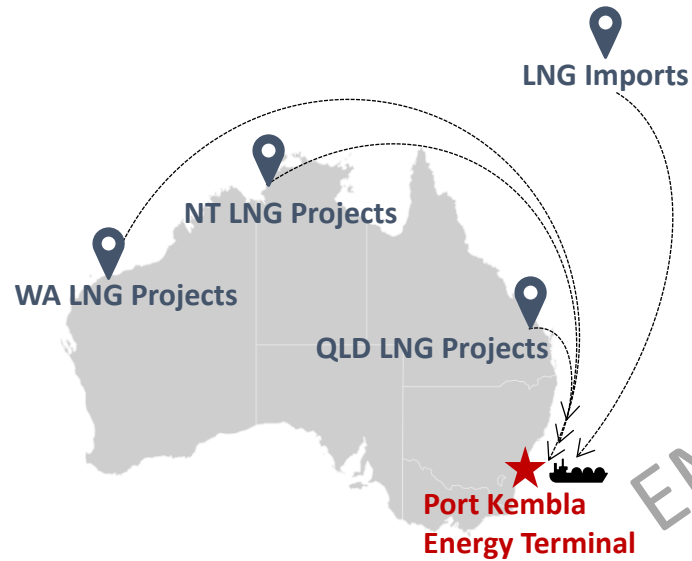 LNG Imports
NT LNG Projects
WA LNG Projects
QLD LNG Projects
Port Kembla
Energy Terminal